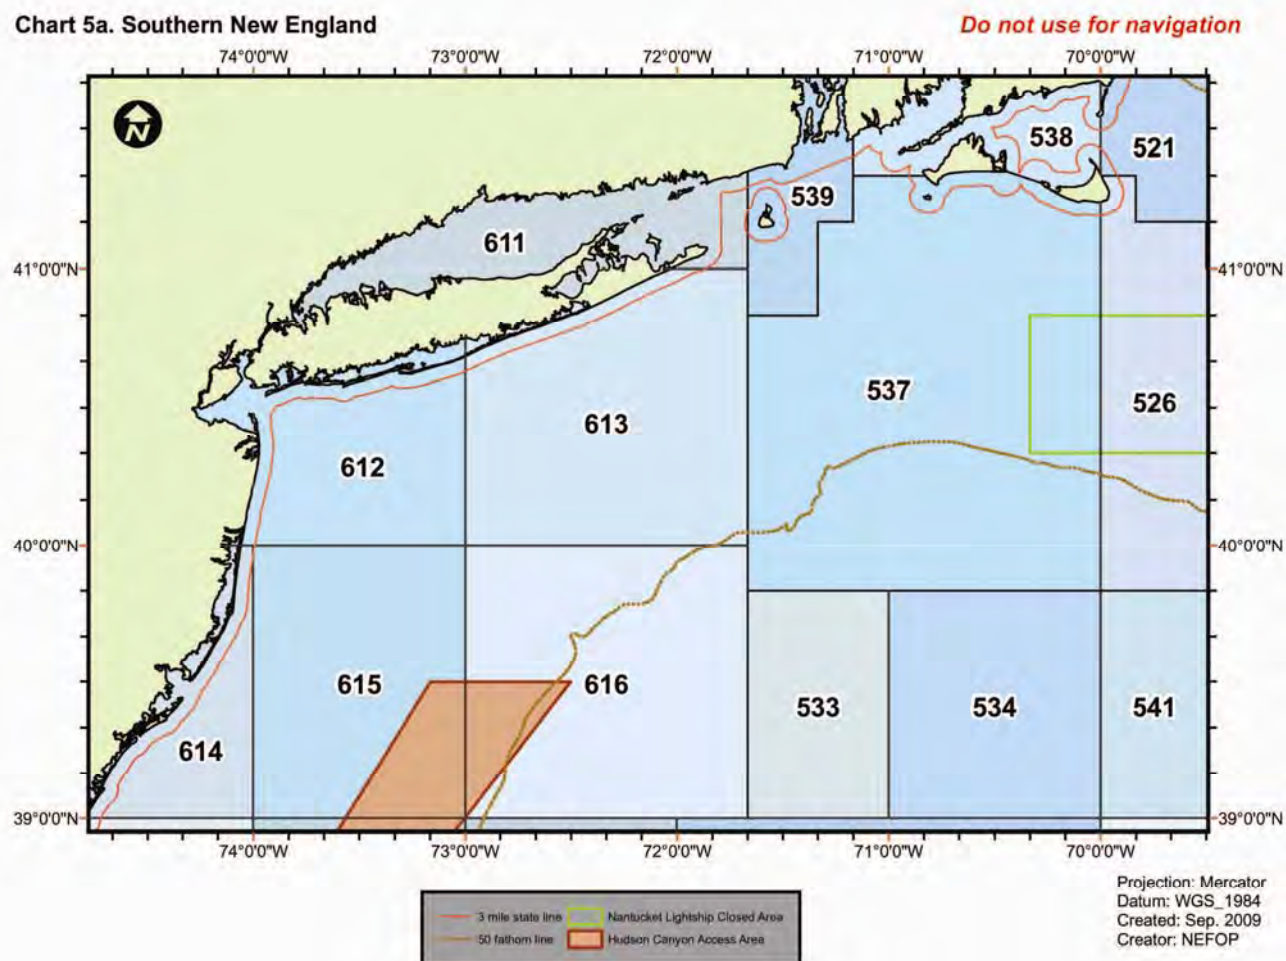 Chart 5a. Southern New England
Do not use for navigation
74°0'0"W 73°0'0"W 72°0'0"W 71°0'0"W 70°0'0"W
N
538
521
539
611
41°0'0"N 41°0'0"N
537
526
613
612
40°0'0"N 40°0'0"N
615
616
533
534
541
614
39°0'0"N 39°0'0"N
74°0'0"W 73°0'0"W 72°0'0"W 71°0'0"W 70°0'0"W
3 mile state line
Nantucket Lightship Closed Area
50 fathom line
Hudson Canyon Access Area
Projection: Mercator
Datum: WGS_1984
Created: Sep. 2009
Creator: NEFOP